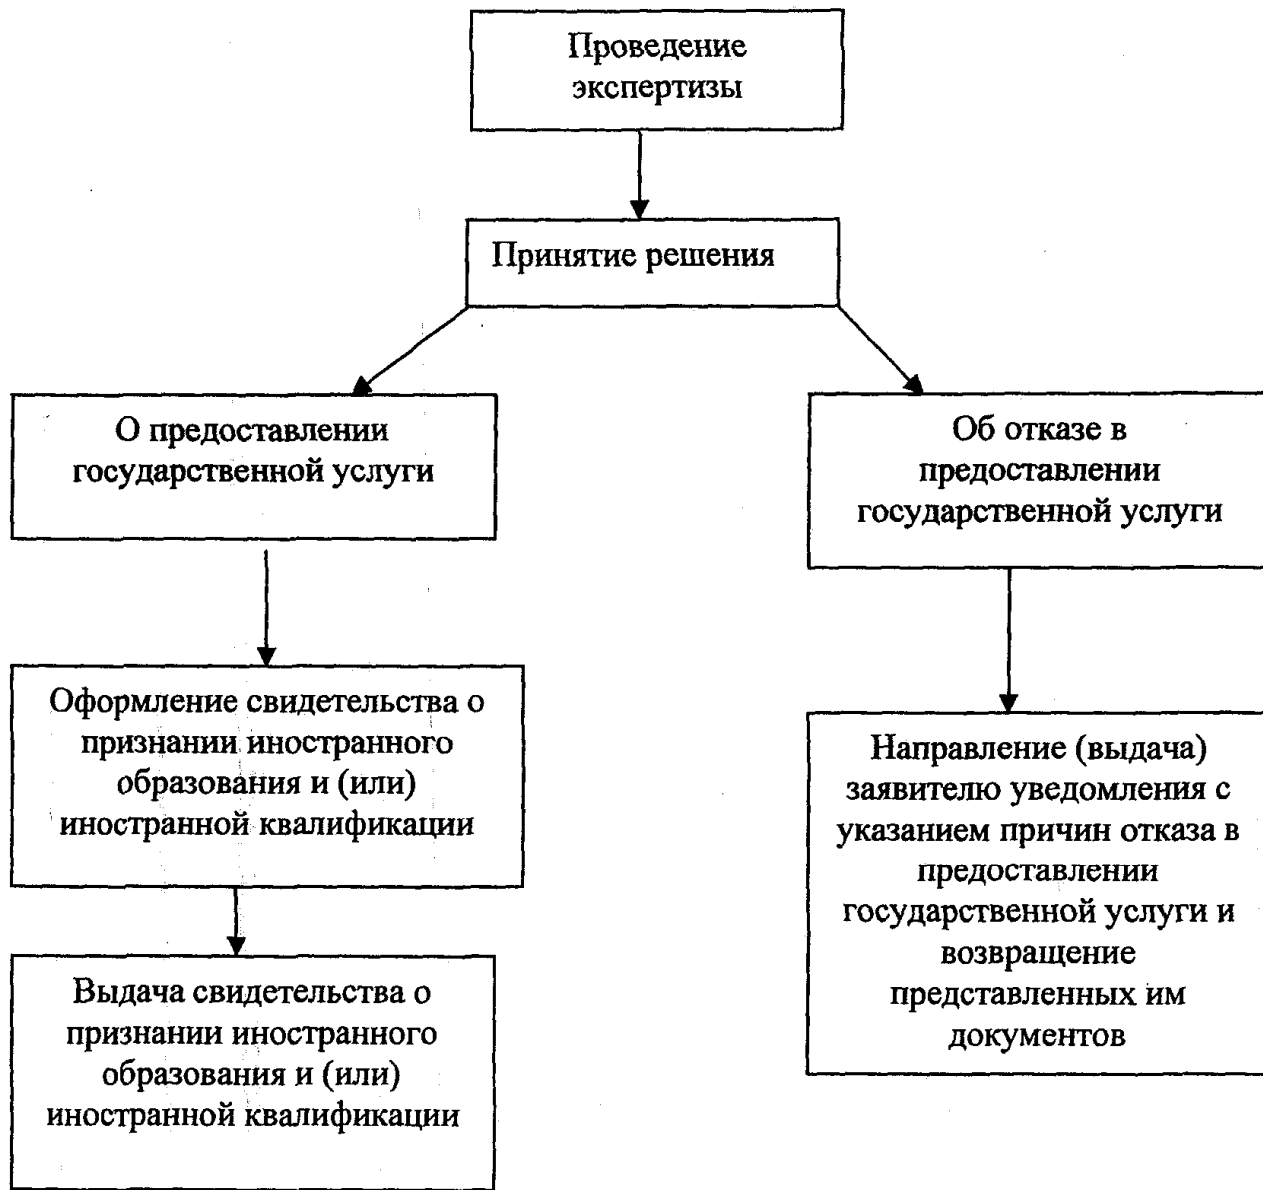 Проведение
экспертизы
Принятие решения
О предоставлении
государственной услуги
Об отказе в
предоставлении
государственной услуги
Оформление свидетельства о
признании иностранного
образования и (или)
иностранной квалификации
Направление (выдача)
заявителю уведомления с
указанием причин отказа в
предоставлении
государственной услуги и
возвращение
представленных им
документов
Выдача свидетельства о
признании иностранного
образования и (или)
иностранной квалификации